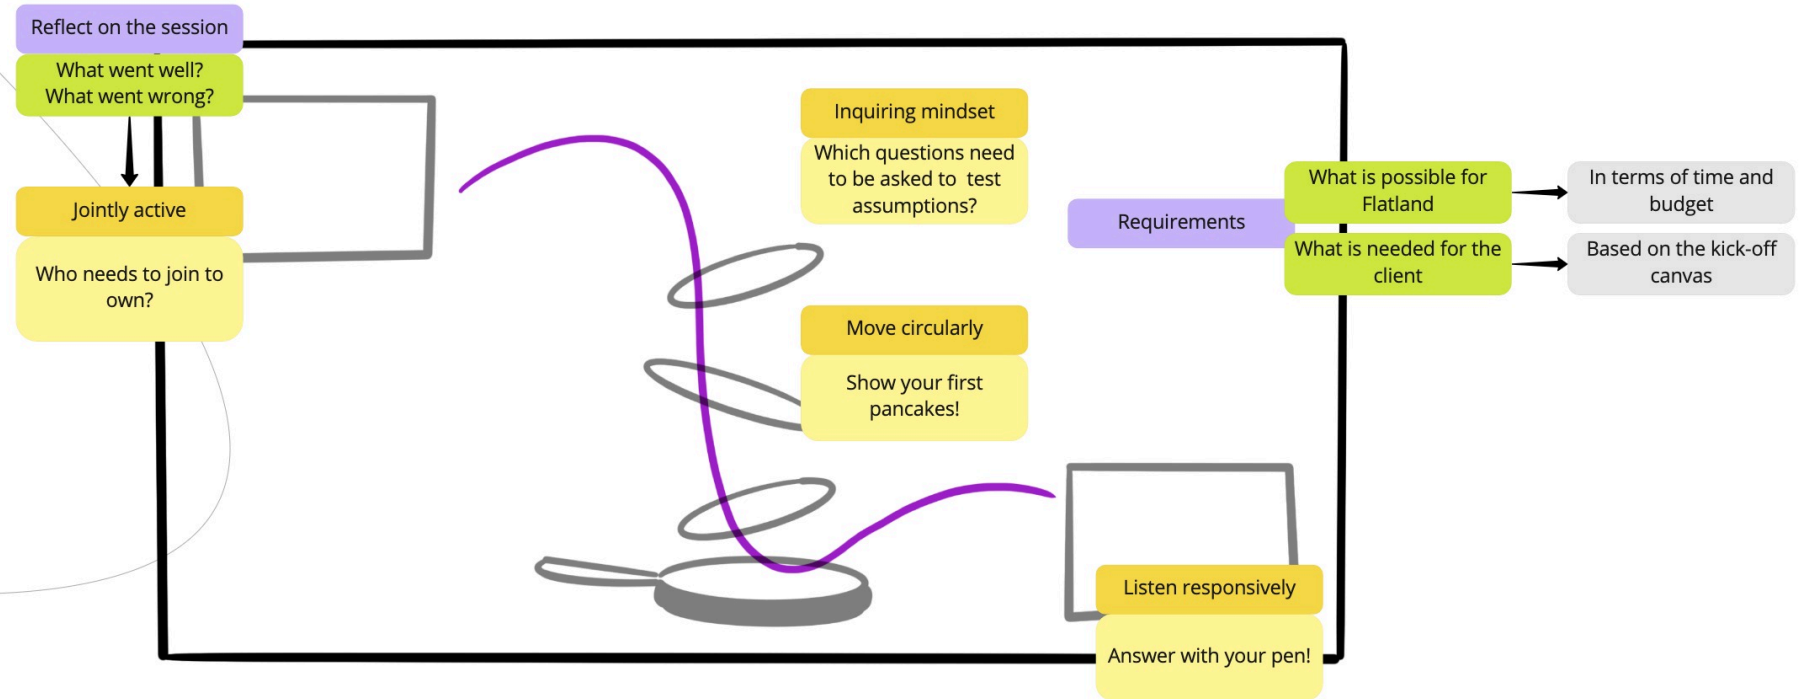 Reflect on the session
What went well?
What went wrong?
Jointly active
Who needs to join to
own?
Inquiring mindset
Which questions need
to be asked to  test
assumptions?
Move circularly
Show your first
pancakes!
Requirements
What is possible for
Flatland
In terms of time and
budget
What is needed for the
client
Based on the kick-off
canvas
Listen responsively
Answer with your pen!